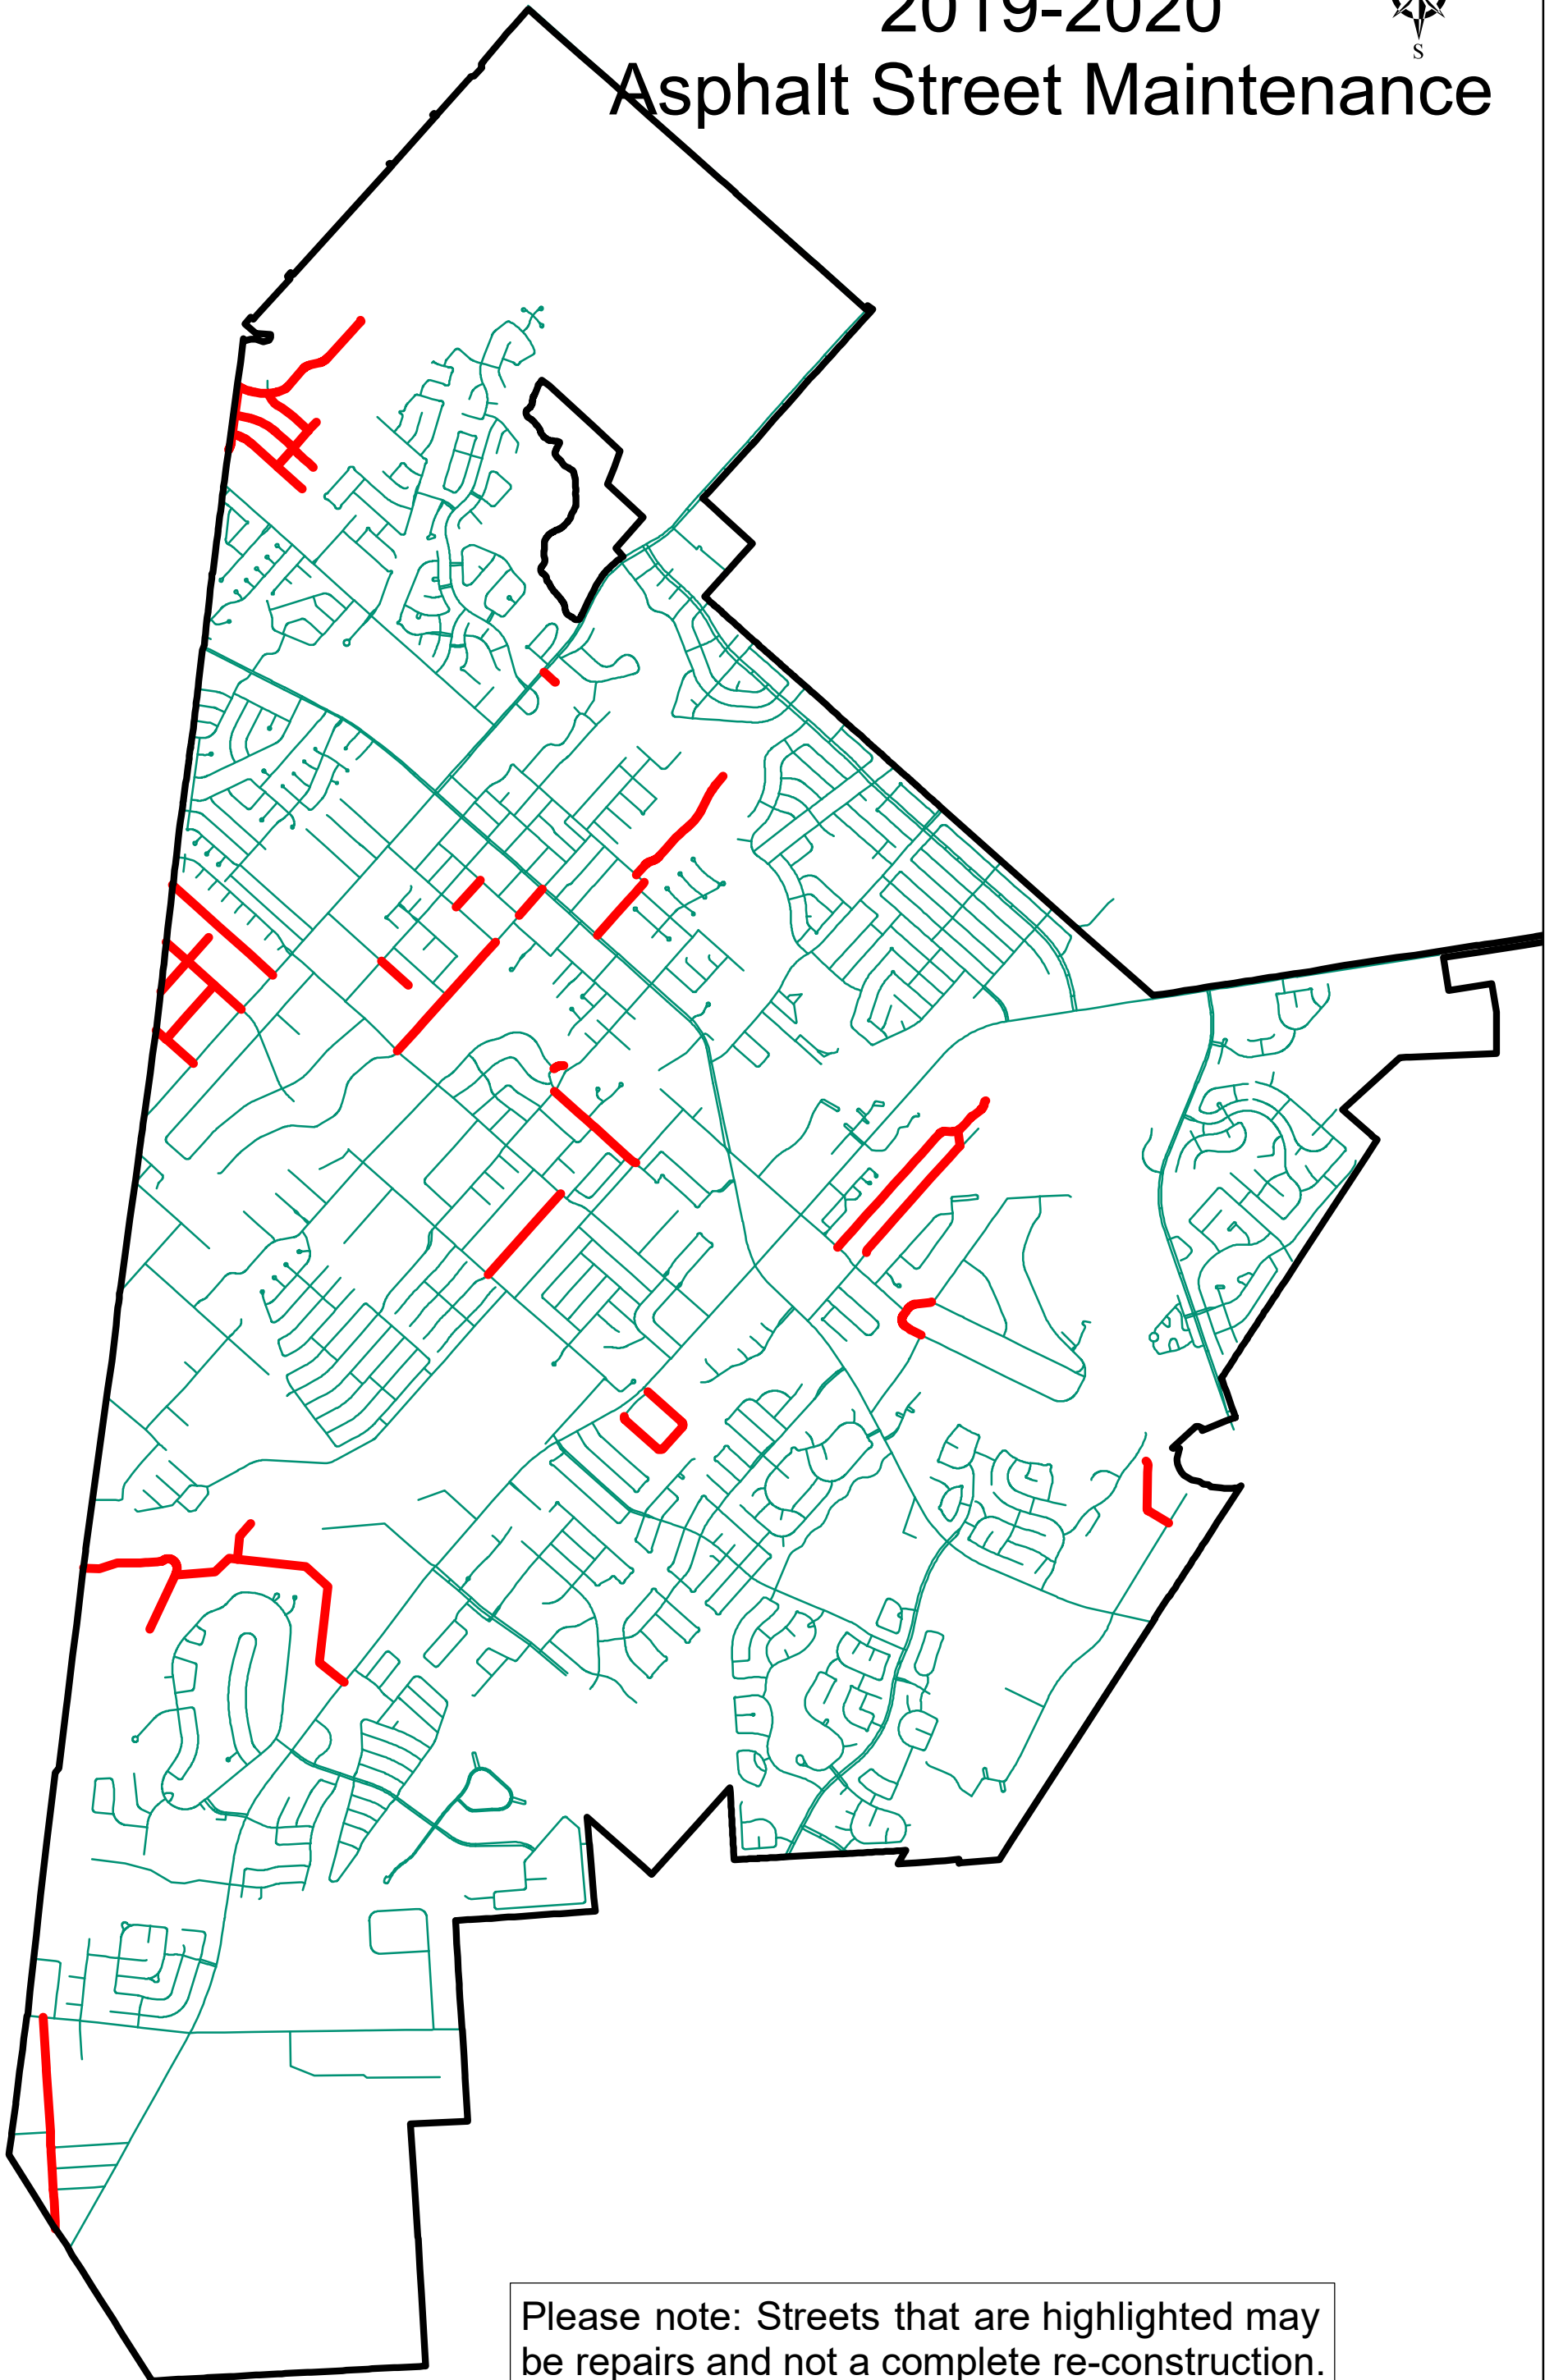 2019-2020
S
Asphalt Street Maintenance
Please note: Streets that are highlighted may
be repairs and not a complete re-construction.